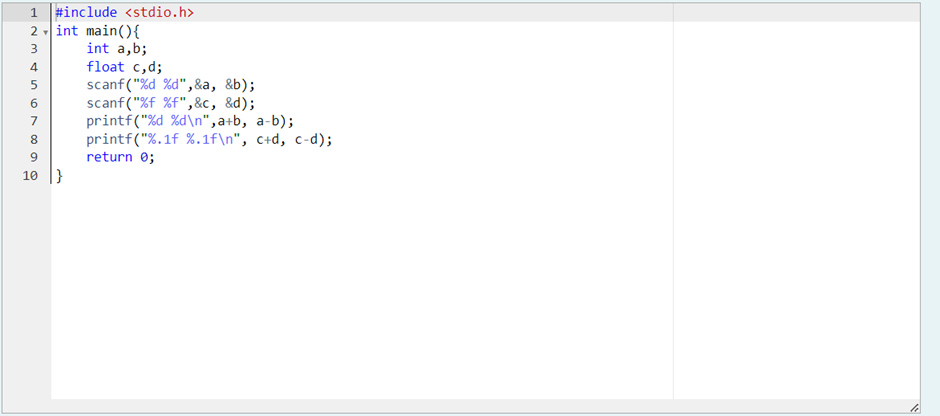 1 #include <stdio.h>
2 int main(){
3     int a,b;
4     float c,d;
5     scanf("%d %d",&a, &b);
6     scanf("%f %f",&c, &d);
7     printf("%d %d\n",a+b, a-b);
8     printf("%.1f %.1f\n", c+d, c-d);
9     return 0;
10 }